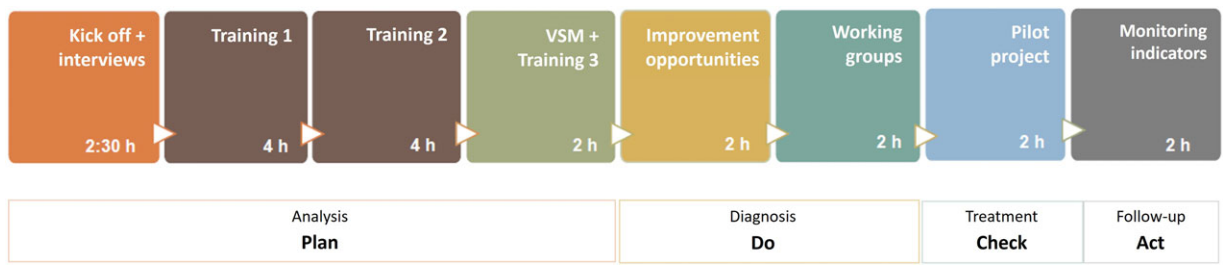 Kick off +
interviews
2:30 h
Training 1
4 h
Training 2
4 h
VSM +
Training 3
2 h
Improvement
opportunities
2 h
Working
groups
2 h
Pilot
project
2 h
Monitoring
indicators
2 h
Analysis
Plan
Diagnosis
Do
Treatment
Check
Follow-up
Act